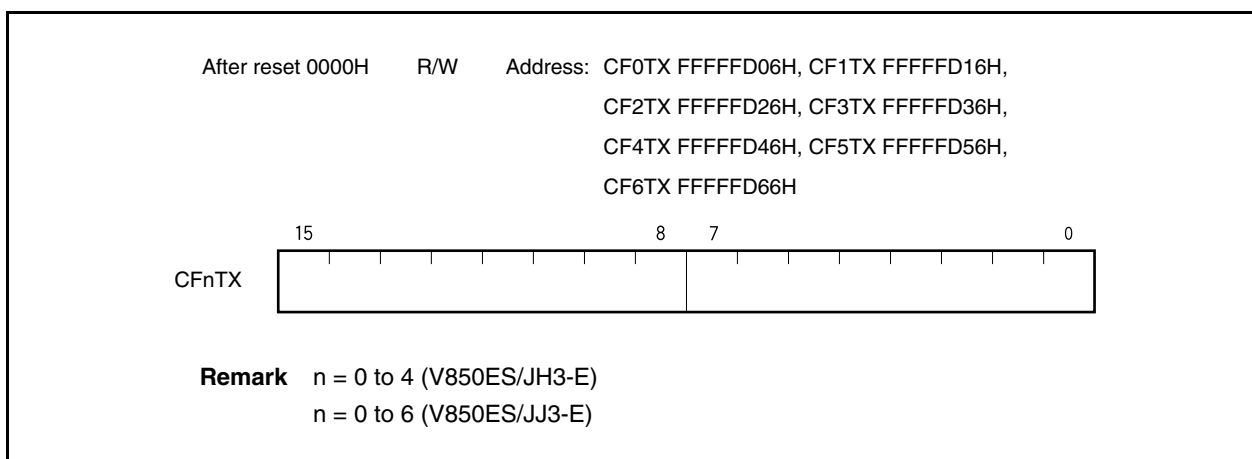 After reset 0000H R/W Address: CF0TX FFFFFD06H, CF1TX FFFFFD16H,
CF2TX FFFFFD26H, CF3TX FFFFFD36H,
CF4TX FFFFFD46H, CF5TX FFFFFD56H,
CF6TX FFFFFD66H
15 8 7 0
CFnTX
Remark n = 0 to 4 (V850ES/JH3-E)
n = 0 to 6 (V850ES/JJ3-E)